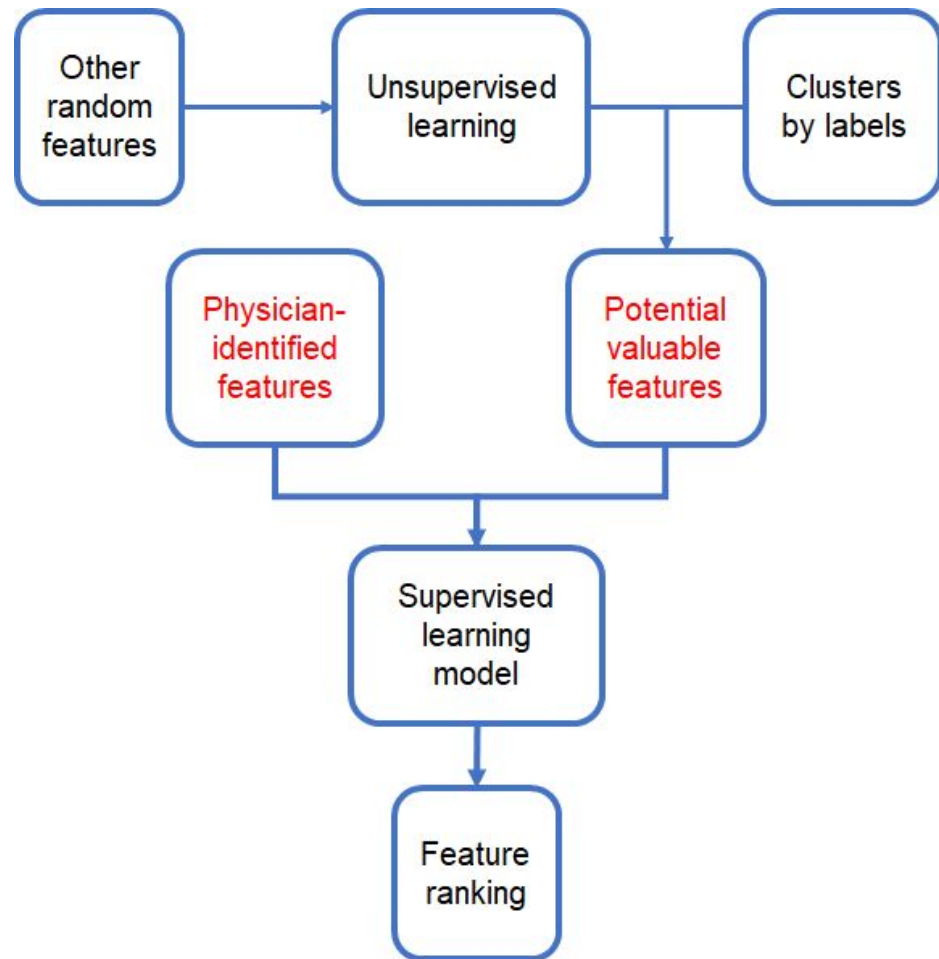 Other
random
features
Unsupervised
learning
Clusters
by labels
Physician-
identified
features
Potential
valuable
features
Supervised
learning
model
Feature
ranking